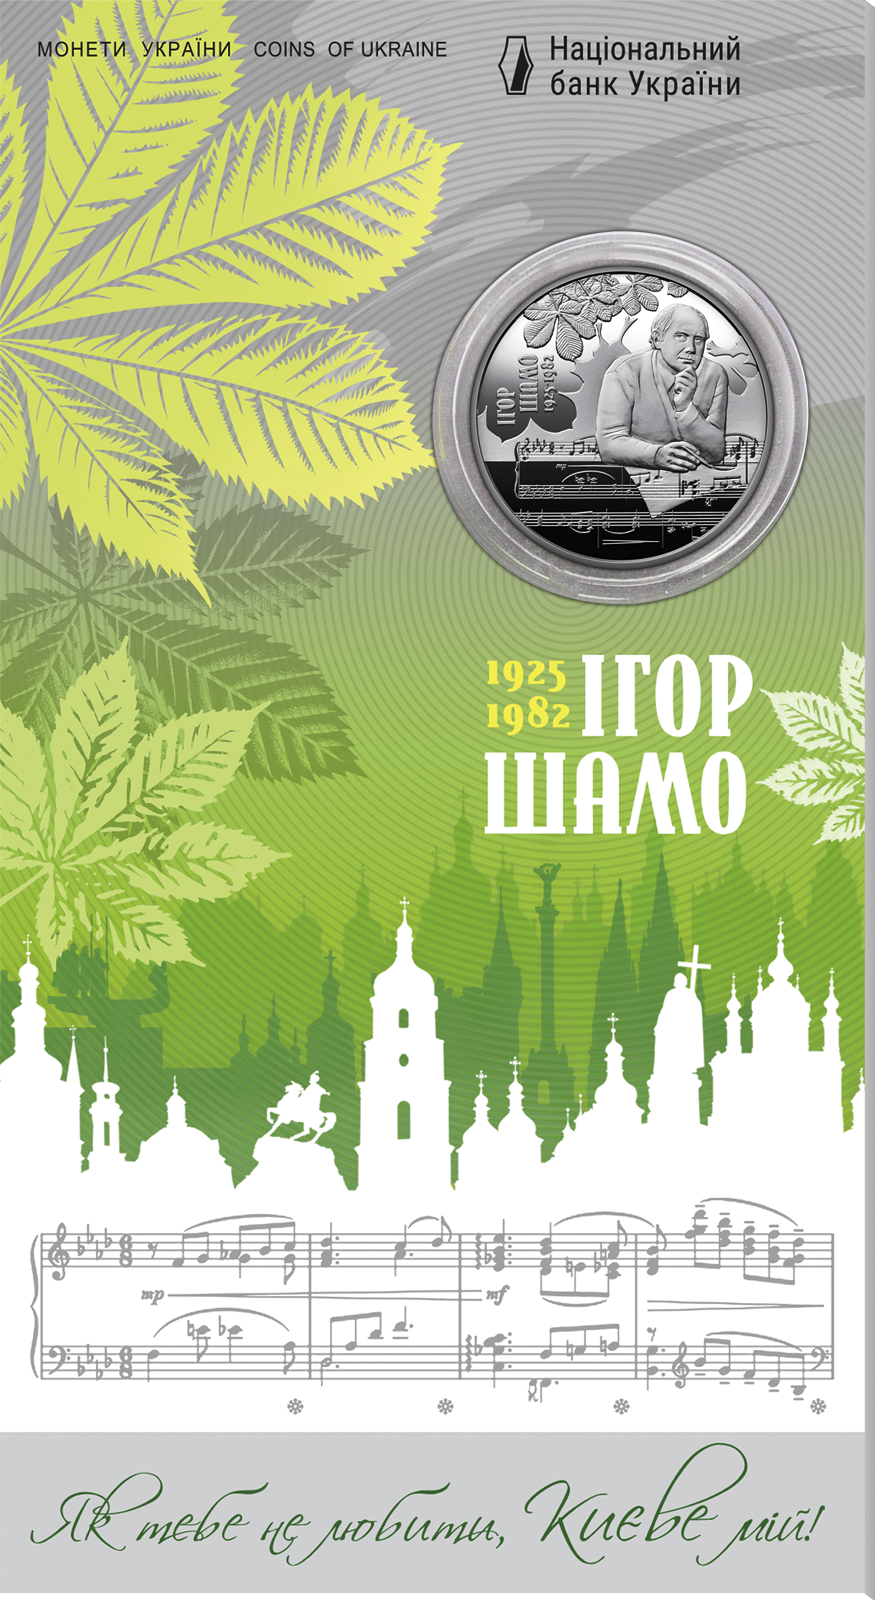 МОНЕТИ УКРАЇНИ COINS OF UKRAINE
Національний
банк України
ІГОР
ШАМО
1925-1982
mp
1925
1982
ІГОР
ШАМО
mp
mf
Як тебе не любити, Києве мій!